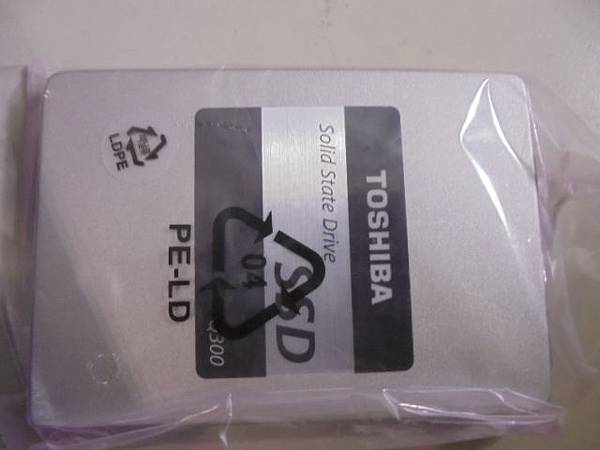 TOSHIBA
Solid State Drive
SSD
Q300
04
PE-LD
LDPE